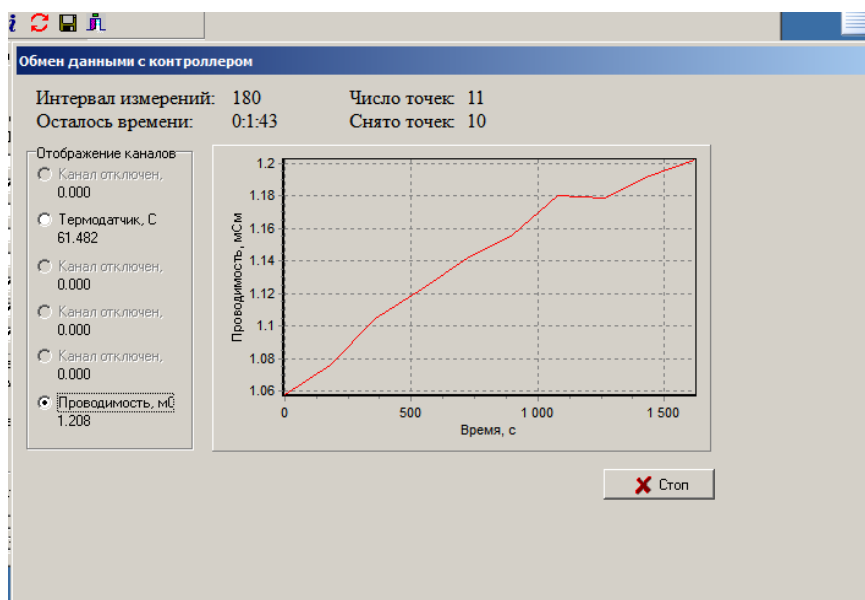 Обмен данными с контроллером
Интервал измерений: 180 Число точек: 11
Осталось времени: 0:1:43 Снято точек: 10
Отображение каналов
Канал отключен,
0.000
Термодатчик, С
61.482
Канал отключен,
0.000
Канал отключен,
0.000
Канал отключен,
0.000
Проводимость, мС
1.208
Проводимость, мСм
1.2
1.18
1.16
1.14
1.12
1.1
1.08
1.06
0 500 1 000 1 500
Время, с
Стоп